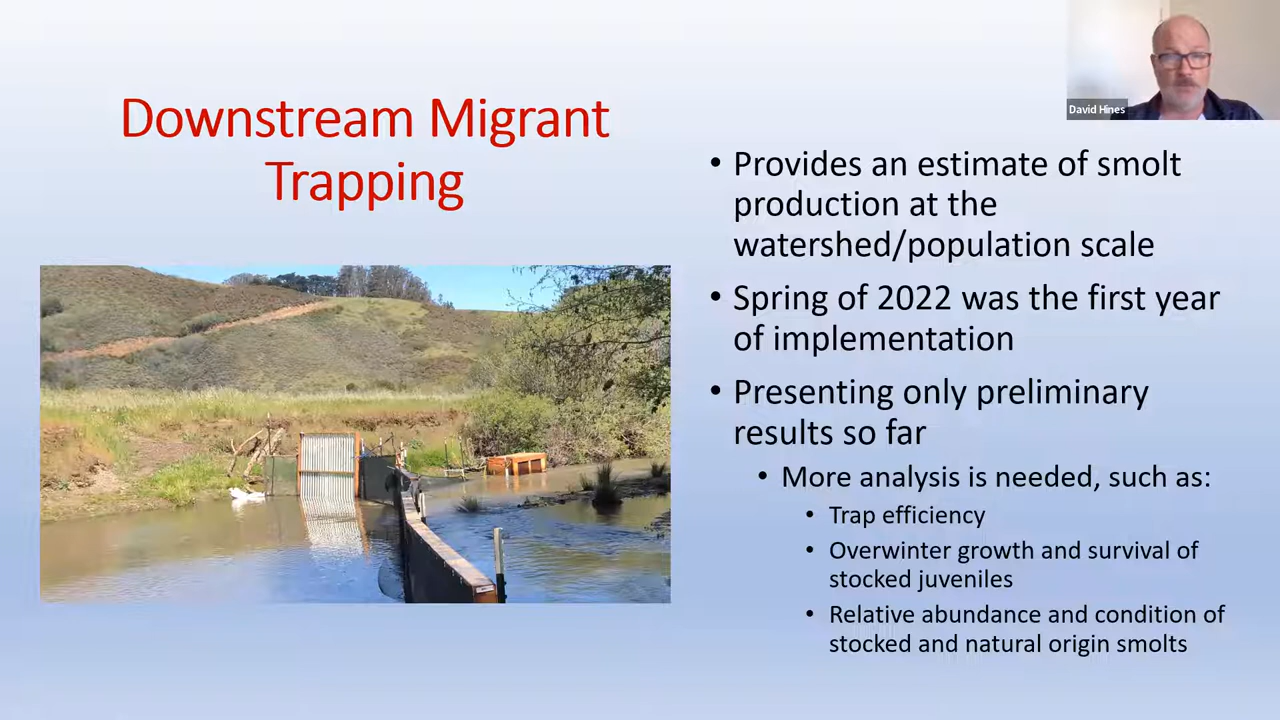 Downstream Migrant
Trapping
David Hines
• Provides an estimate of smolt
production at the
watershed/population scale
• Spring of 2022 was the first year
of implementation
• Presenting only preliminary
results so far
• More analysis is needed, such as:
• Trap efficiency
• Overwinter growth and survival of
stocked juveniles
• Relative abundance and condition of
stocked and natural origin smolts